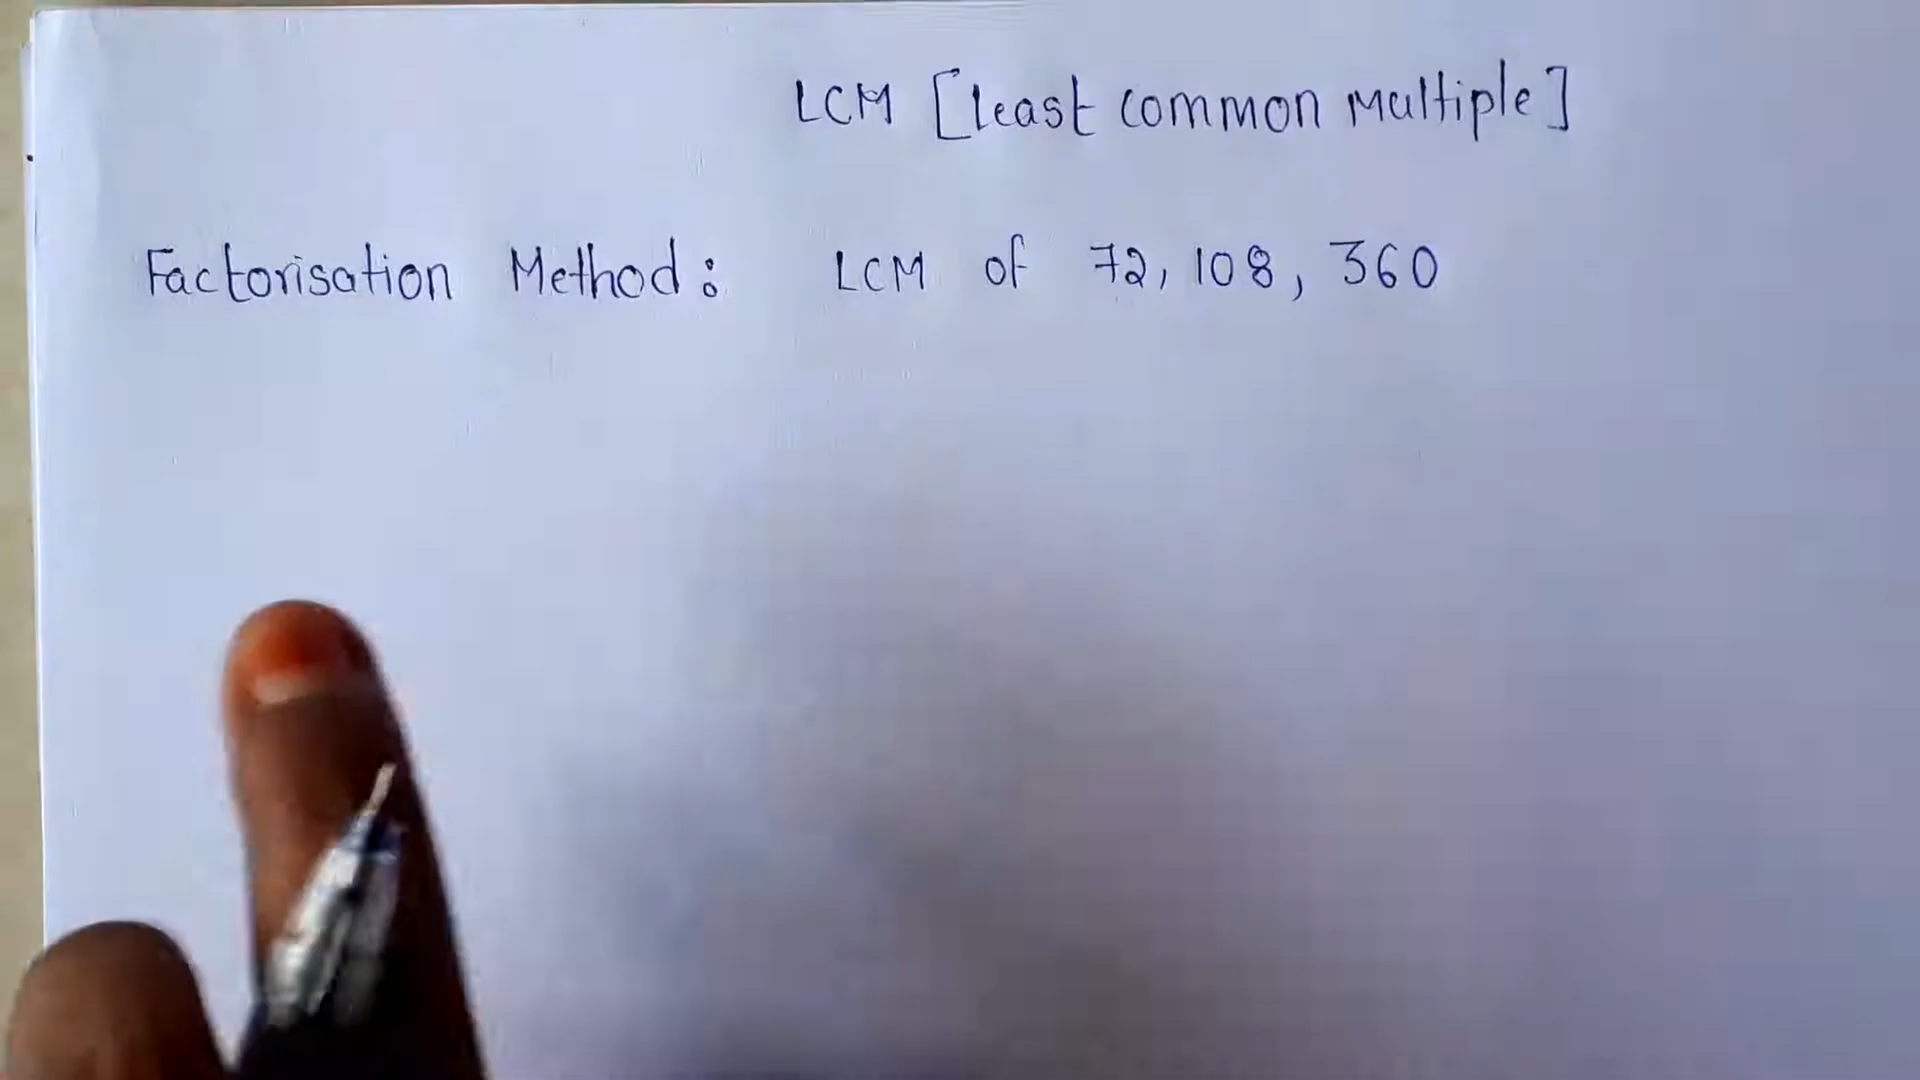 LCM [Least Common Multiple]
Factorisation Method: LCM of 72, 108, 360